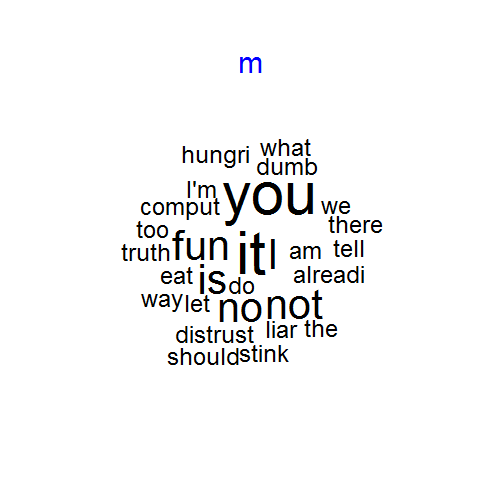 m
hungri what
dumb
I'm you we
comput
too there
truth fun it I am tell
eat is do alreadi
way let no not
distrust liar the
should stink